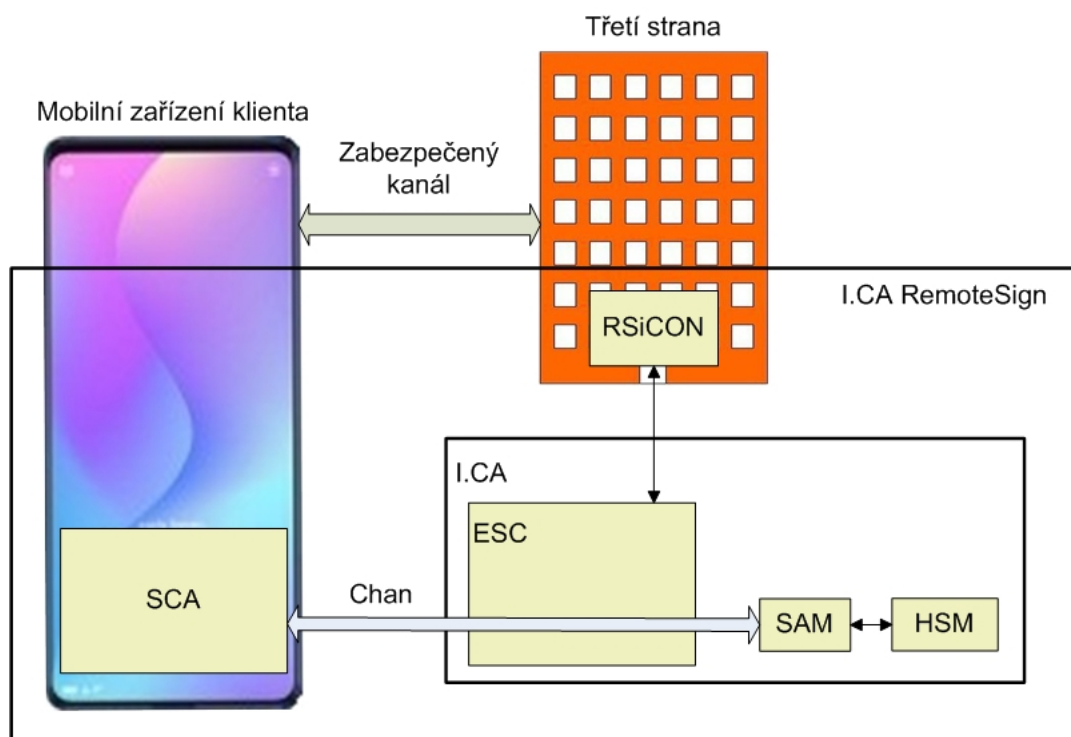 Třetí strana
Mobilní zařízení klienta
Zabezpečený
kanál
I.CA RemoteSign
RSiCON
I.CA
ESC
SCA
Chan
SAM
HSM